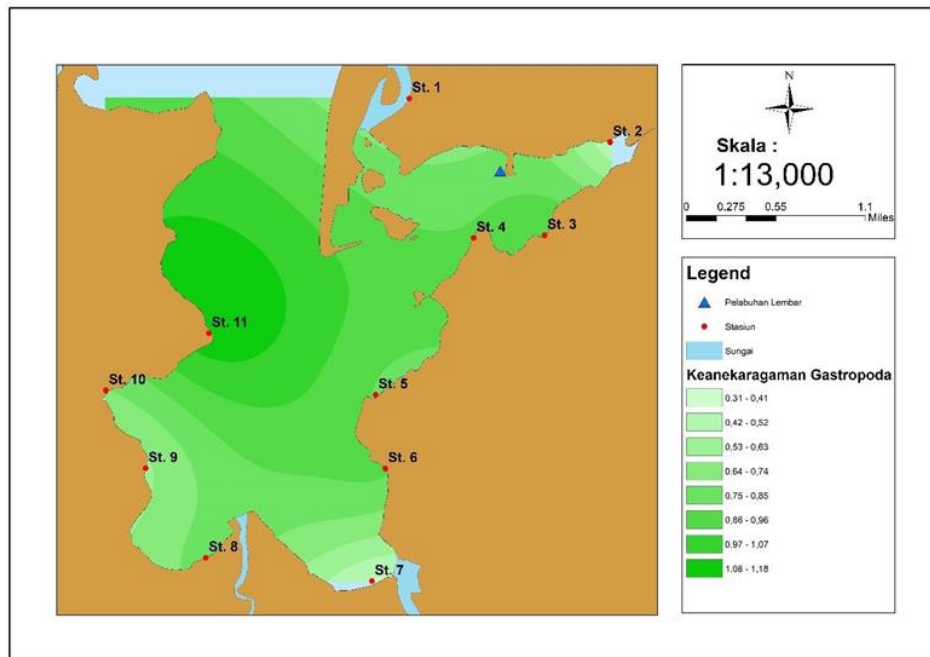 St. 1
St. 2
St. 3
St. 4
St. 5
St. 6
St. 7
St. 8
St. 9
St. 10
St. 11
N
Skala :
1:13,000
0 0.275 0.55 1.1
Miles
Legend
Pelabuhan Lembar
Stasiun
Sungai
Keanekaragaman Gastropoda
0.31 - 0,41
0,42 - 0,52
0,53 - 0,63
0,64 - 0,74
0,75 - 0,85
0,86 - 0,96
0,97 - 1,07
1,08 - 1,18